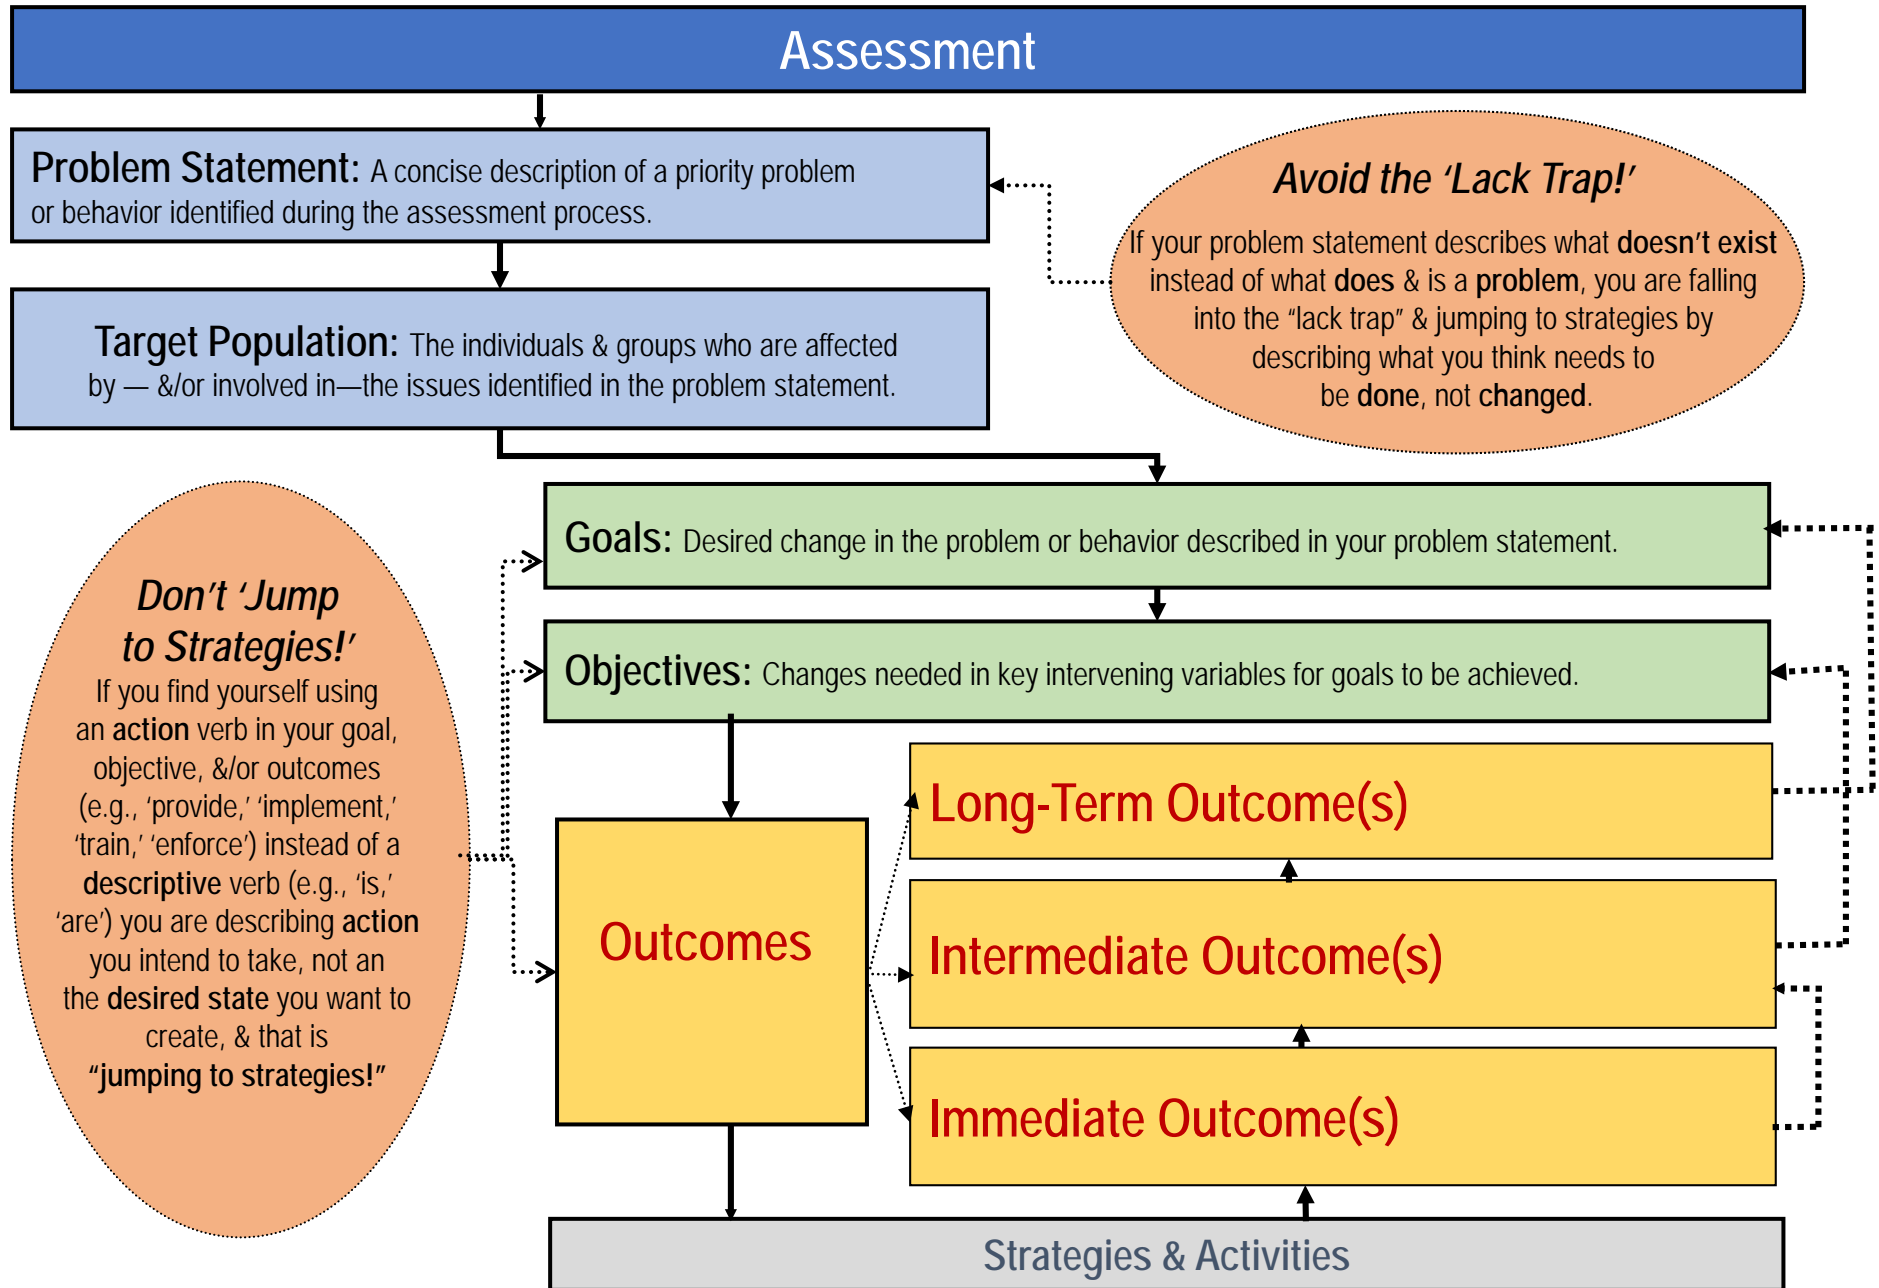 Assessment
Problem Statement: A concise description of a priority problem
or behavior identified during the assessment process.
Avoid the ‘Lack Trap!’
If your problem statement describes what doesn’t exist
instead of what does & is a problem, you are falling
into the “lack trap” & jumping to strategies by
describing what you think needs to
be done, not changed.
Target Population: The individuals & groups who are affected
by — &/or involved in—the issues identified in the problem statement.
Goals: Desired change in the problem or behavior described in your problem statement.
Objectives: Changes needed in key intervening variables for goals to be achieved.
Don’t ‘Jump
to Strategies!’
If you find yourself using
an action verb in your goal,
objective, &/or outcomes
(e.g., ‘provide,’ ‘implement,’
‘train,’ ‘enforce’) instead of a
descriptive verb (e.g., ‘is,’
‘are’) you are describing action
you intend to take, not an
the desired state you want to
create, & that is
“jumping to strategies!”
Outcomes
Long-Term Outcome(s)
Intermediate Outcome(s)
Immediate Outcome(s)
Strategies & Activities